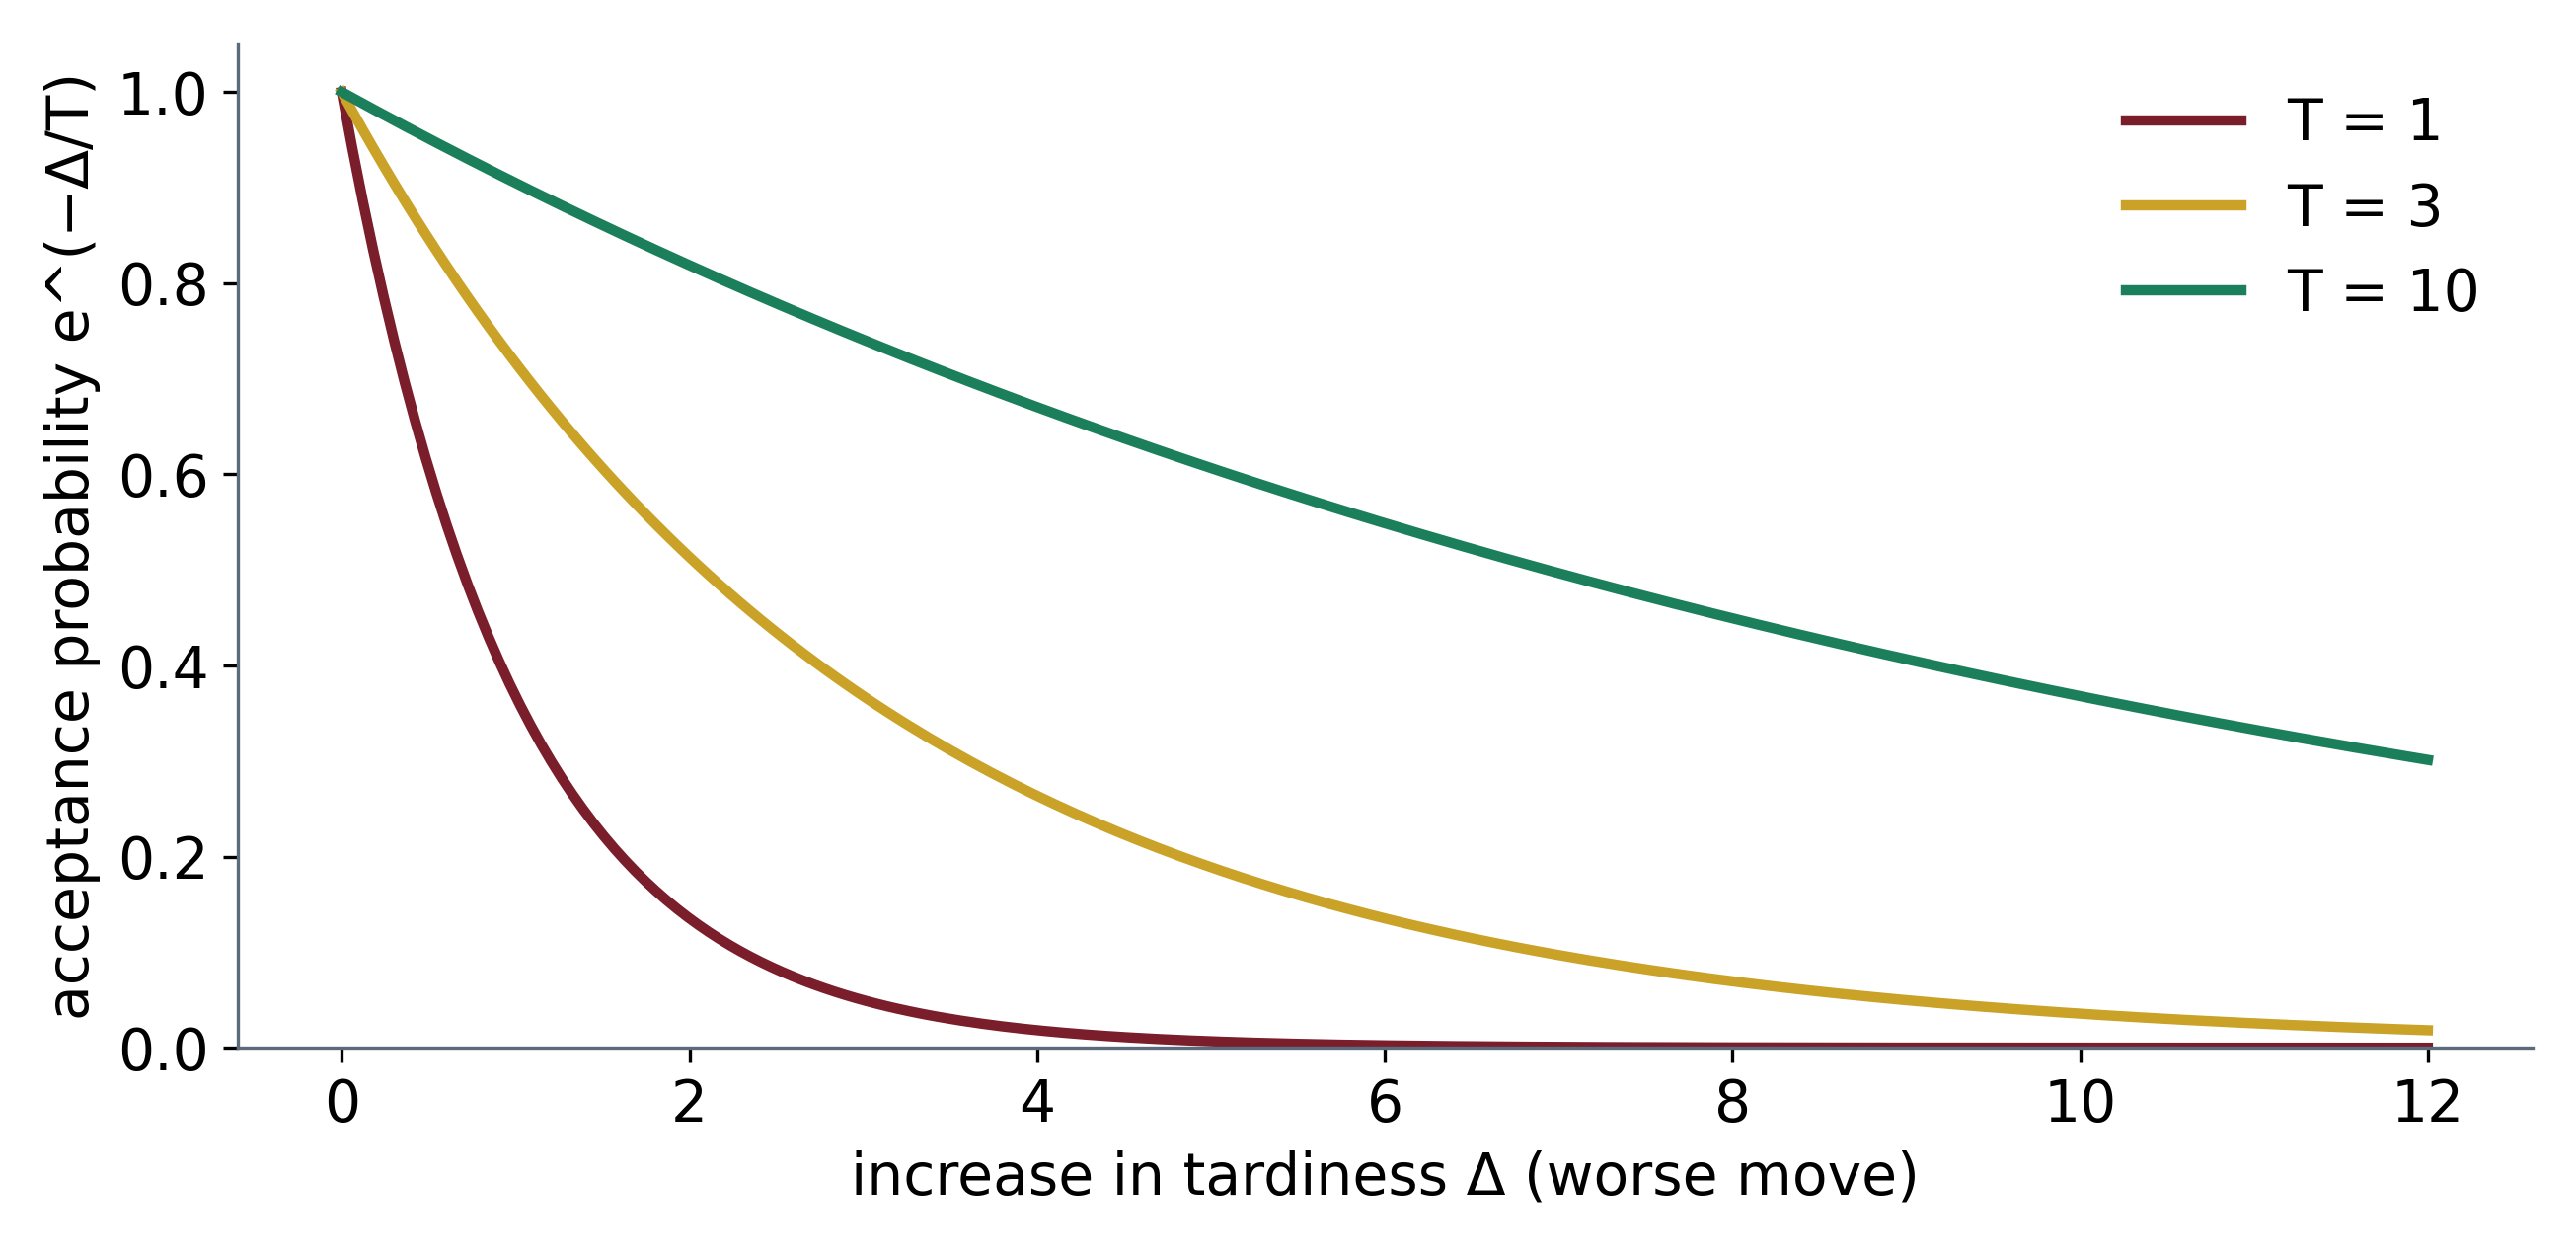 acceptance probability e^(−Δ/T)
1.0
0.8
0.6
0.4
0.2
0.0
T = 1
T = 3
T = 10
0 2 4 6 8 10 12
increase in tardiness Δ (worse move)